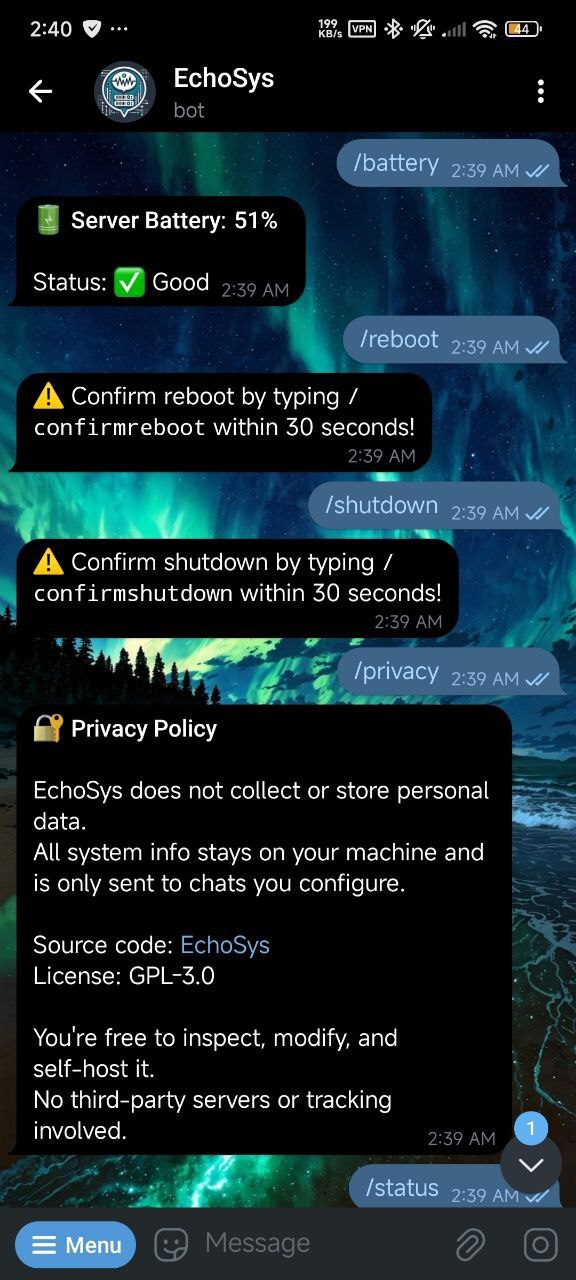 2:40 ... 199 KB/s VPN 44
EchoSys
bot
/battery 2:39 AM
🔋 Server Battery: 51%
Status: ✅ Good 2:39 AM
/reboot 2:39 AM
⚠️ Confirm reboot by typing /
confirmreboot within 30 seconds!
2:39 AM
/shutdown 2:39 AM
⚠️ Confirm shutdown by typing /
confirmshutdown within 30 seconds!
2:39 AM
/privacy 2:39 AM
🔐 Privacy Policy
EchoSys does not collect or store personal
data.
All system info stays on your machine and
is only sent to chats you configure.
Source code: EchoSys
License: GPL-3.0
You're free to inspect, modify, and
self-host it.
No third-party servers or tracking
involved. 2:39 AM
1
/status 2:39 AM
Menu Message